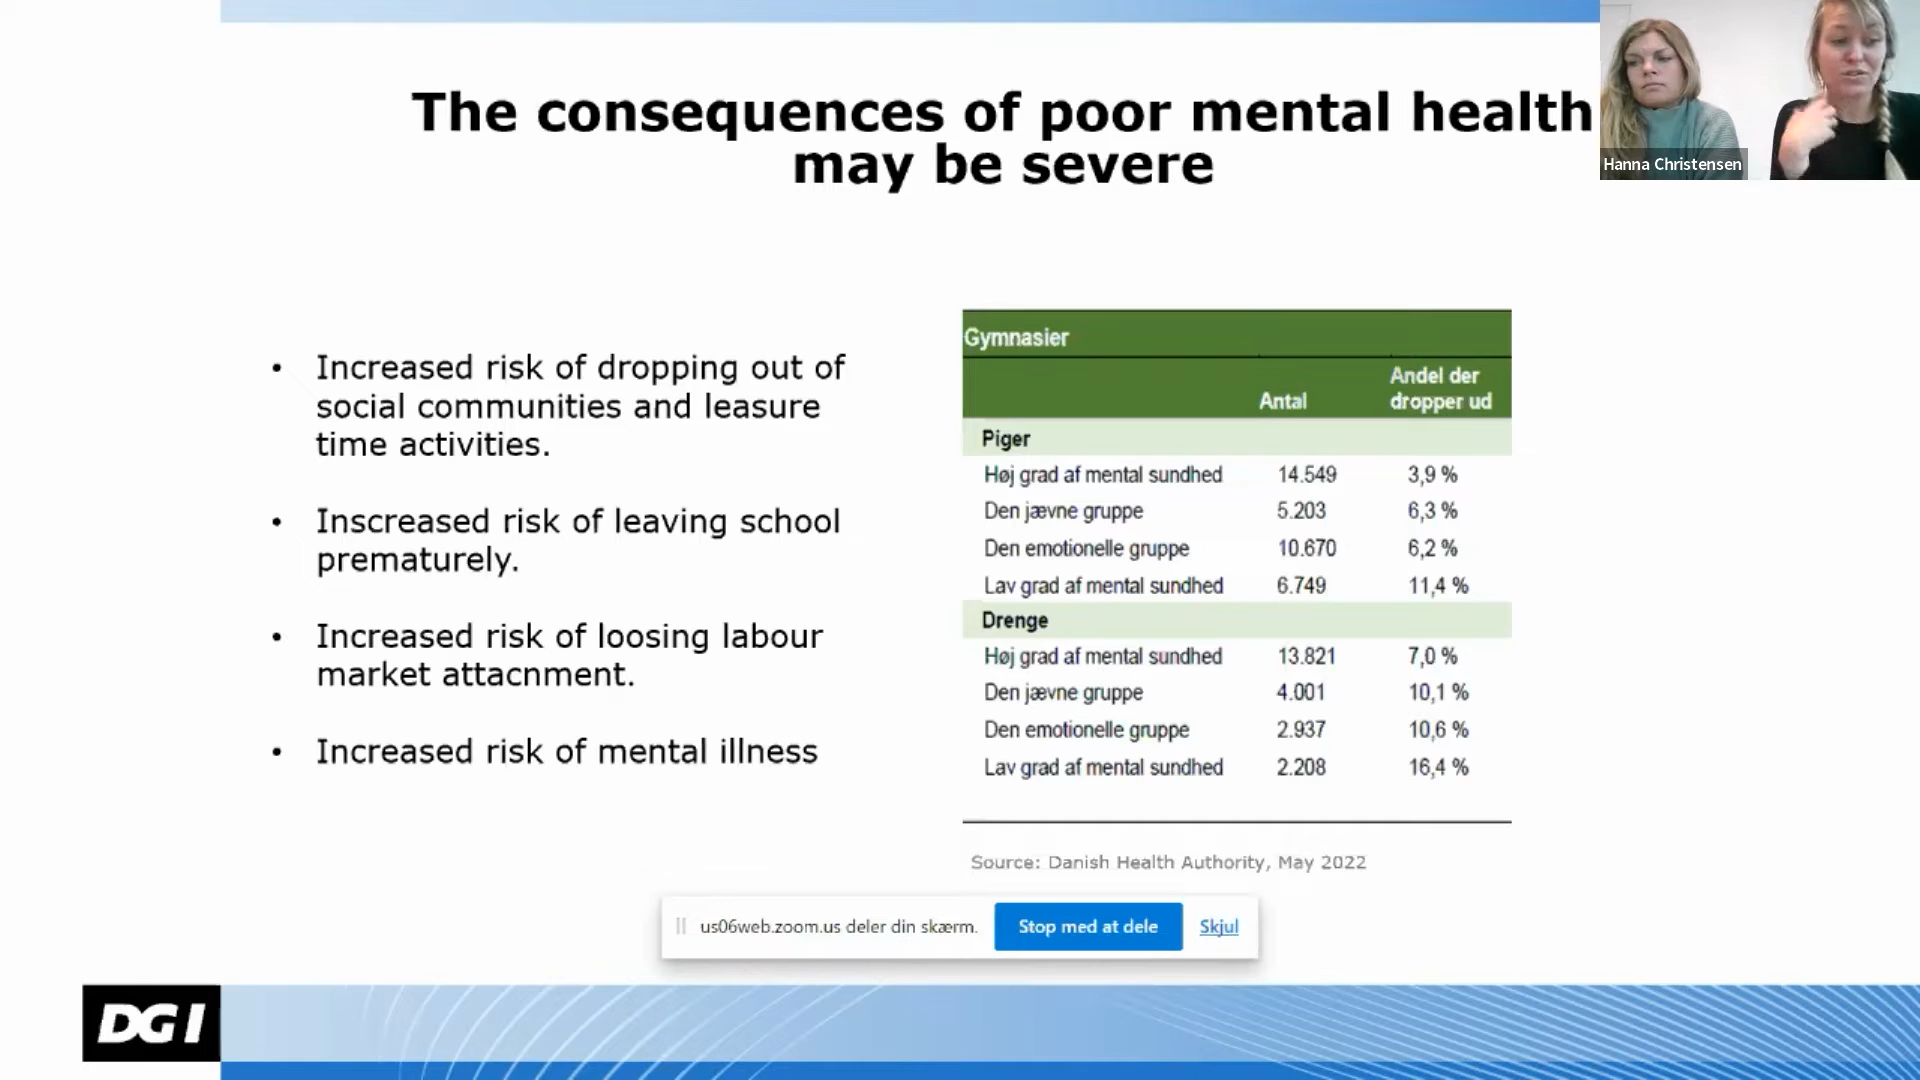 The consequences of poor mental health
may be severe
Hanna Christensen
• Increased risk of dropping out of
social communities and leasure
time activities.
• Inscreased risk of leaving school
prematurely.
• Increased risk of loosing labour
market attacnment.
• Increased risk of mental illness
Gymnasier
Antal Andel der dropper ud
Piger
Høj grad af mental sundhed 14.549 3,9 %
Den jævne gruppe 5.203 6,3 %
Den emotionelle gruppe 10.670 6,2 %
Lav grad af mental sundhed 6.749 11,4 %
Drenge
Høj grad af mental sundhed 13.821 7,0 %
Den jævne gruppe 4.001 10,1 %
Den emotionelle gruppe 2.937 10,6 %
Lav grad af mental sundhed 2.208 16,4 %
Source: Danish Health Authority, May 2022
us06web.zoom.us deler din skærm. Stop med at dele Skjul
DGI